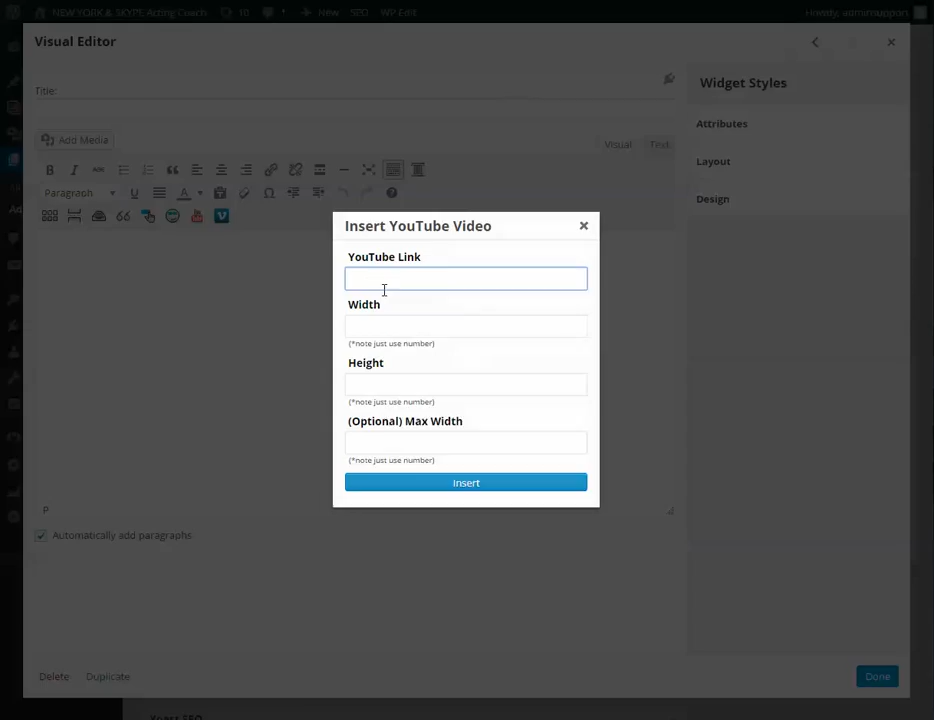 NEW YORK & SKYPE Acting Coach 10 1 New SEO WP Edit Howdy, adminsupport
Visual Editor
Widget Styles
Title:
Attributes
Add Media
Visual Text
Layout
Paragraph
Design
Insert YouTube Video
YouTube Link
Width
(*note just use number)
Height
(*note just use number)
(Optional) Max Width
(*note just use number)
Insert
P
Automatically add paragraphs
Delete Duplicate
Done
Yoast SEO